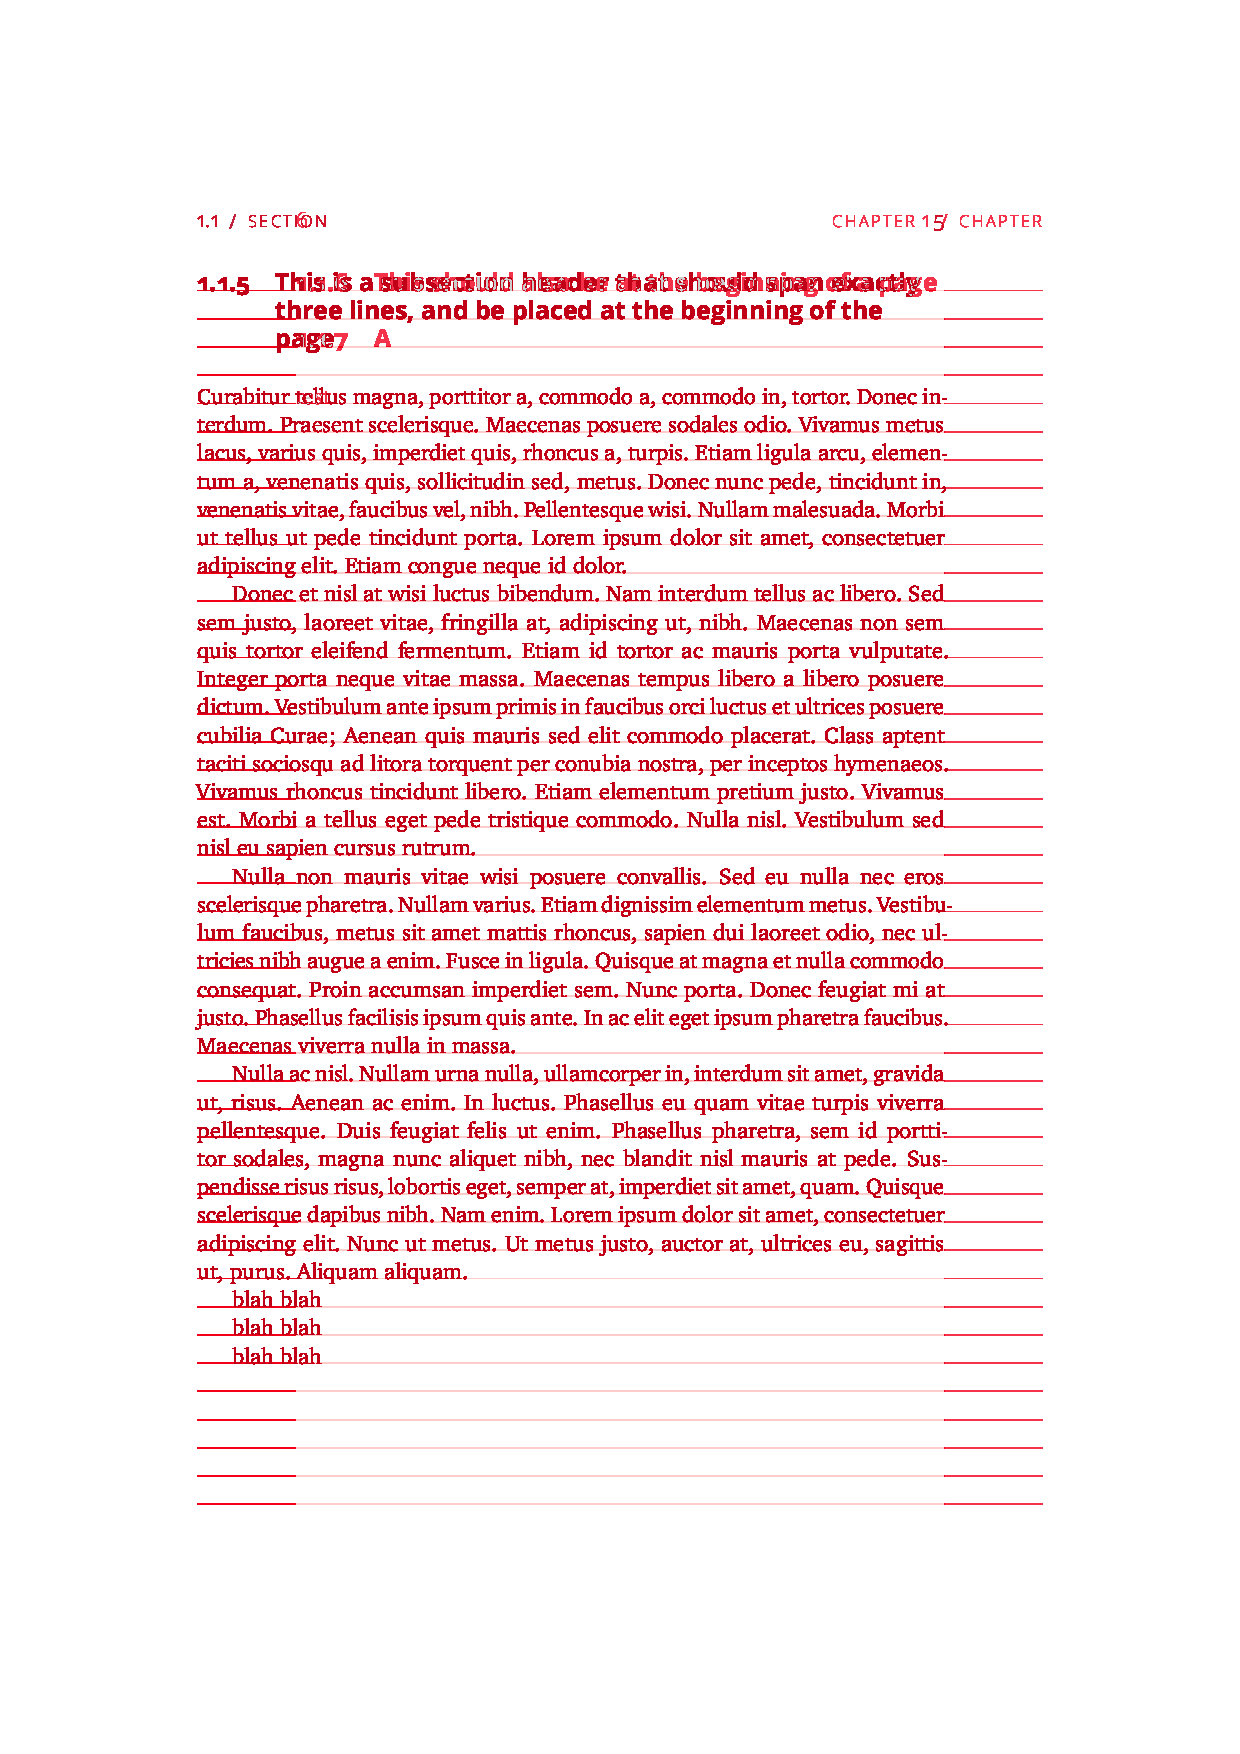 1.1 / SECTION 6 CHAPTER 1 / CHAPTER 5
1.1.5 This is a subsection header that should span exactly
three lines, and be placed at the beginning of the
page 7 A
Curabitur tellus magna, porttitor a, commodo a, commodo in, tortor. Donec in-
terdum. Praesent scelerisque. Maecenas posuere sodales odio. Vivamus metus
lacus, varius quis, imperdiet quis, rhoncus a, turpis. Etiam ligula arcu, elemen-
tum a, venenatis quis, sollicitudin sed, metus. Donec nunc pede, tincidunt in,
venenatis vitae, faucibus vel, nibh. Pellentesque wisi. Nullam malesuada. Morbi
ut tellus ut pede tincidunt porta. Lorem ipsum dolor sit amet, consectetuer
adipiscing elit. Etiam congue neque id dolor.
Donec et nisl at wisi luctus bibendum. Nam interdum tellus ac libero. Sed
sem justo, laoreet vitae, fringilla at, adipiscing ut, nibh. Maecenas non sem
quis tortor eleifend fermentum. Etiam id tortor ac mauris porta vulputate.
Integer porta neque vitae massa. Maecenas tempus libero a libero posuere
dictum. Vestibulum ante ipsum primis in faucibus orci luctus et ultrices posuere
cubilia Curae; Aenean quis mauris sed elit commodo placerat. Class aptent
taciti sociosqu ad litora torquent per conubia nostra, per inceptos hymenaeos.
Vivamus rhoncus tincidunt libero. Etiam elementum pretium justo. Vivamus
est. Morbi a tellus eget pede tristique commodo. Nulla nisl. Vestibulum sed
nisl eu sapien cursus rutrum.
Nulla non mauris vitae wisi posuere convallis. Sed eu nulla nec eros
scelerisque pharetra. Nullam varius. Etiam dignissim elementum metus. Vestibu-
lum faucibus, metus sit amet mattis rhoncus, sapien dui laoreet odio, nec ul-
tricies nibh augue a enim. Fusce in ligula. Quisque at magna et nulla commodo
consequat. Proin accumsan imperdiet sem. Nunc porta. Donec feugiat mi at
justo. Phasellus facilisis ipsum quis ante. In ac elit eget ipsum pharetra faucibus.
Maecenas viverra nulla in massa.
Nulla ac nisl. Nullam urna nulla, ullamcorper in, interdum sit amet, gravida
ut, risus. Aenean ac enim. In luctus. Phasellus eu quam vitae turpis viverra
pellentesque. Duis feugiat felis ut enim. Phasellus pharetra, sem id portti-
tor sodales, magna nunc aliquet nibh, nec blandit nisl mauris at pede. Sus-
pendisse risus risus, lobortis eget, semper at, imperdiet sit amet, quam. Quisque
scelerisque dapibus nibh. Nam enim. Lorem ipsum dolor sit amet, consectetuer
adipiscing elit. Nunc ut metus. Ut metus justo, auctor at, ultrices eu, sagittis
ut, purus. Aliquam aliquam.
blah blah
blah blah
blah blah